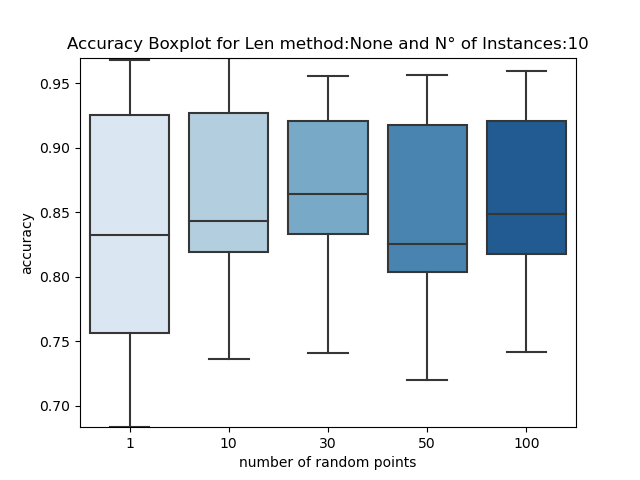 Accuracy Boxplot for Len method:None and N° of Instances:10
0.95
0.90
0.85
0.80
0.75
0.70
accuracy
1 10 30 50 100
number of random points